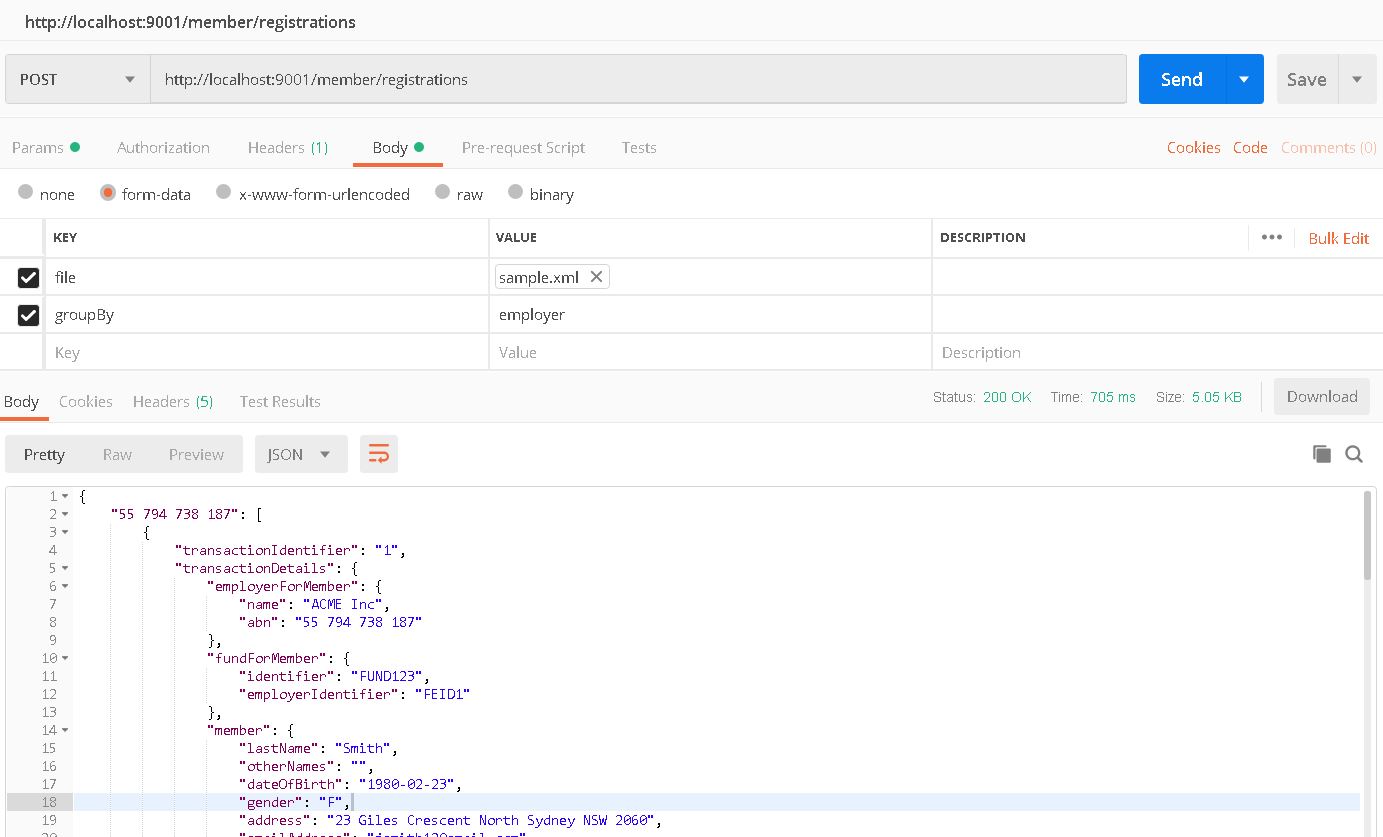 http://localhost:9001/member/registrations
POST http://localhost:9001/member/registrations Send Save
Params Authorization Headers (1) Body Pre-request Script Tests Cookies Code Comments (0)
none form-data x-www-form-urlencoded raw binary
KEY VALUE DESCRIPTION ••• Bulk Edit
file sample.xml
groupBy employer
Key Value Description
Body Cookies Headers (5) Test Results Status: 200 OK Time: 705 ms Size: 5.05 KB Download
Pretty Raw Preview JSON
1 {
2 "55 794 738 187": [
3 {
4 "transactionIdentifier": "1",
5 "transactionDetails": {
6 "employerForMember": {
7 "name": "ACME Inc",
8 "abn": "55 794 738 187"
9 },
10 "fundForMember": {
11 "identifier": "FUND123",
12 "employerIdentifier": "FEID1"
13 },
14 "member": {
15 "lastName": "Smith",
16 "otherNames": "",
17 "dateOfBirth": "1980-02-23",
18 "gender": "F",
19 "address": "23 Giles Crescent North Sydney NSW 2060",